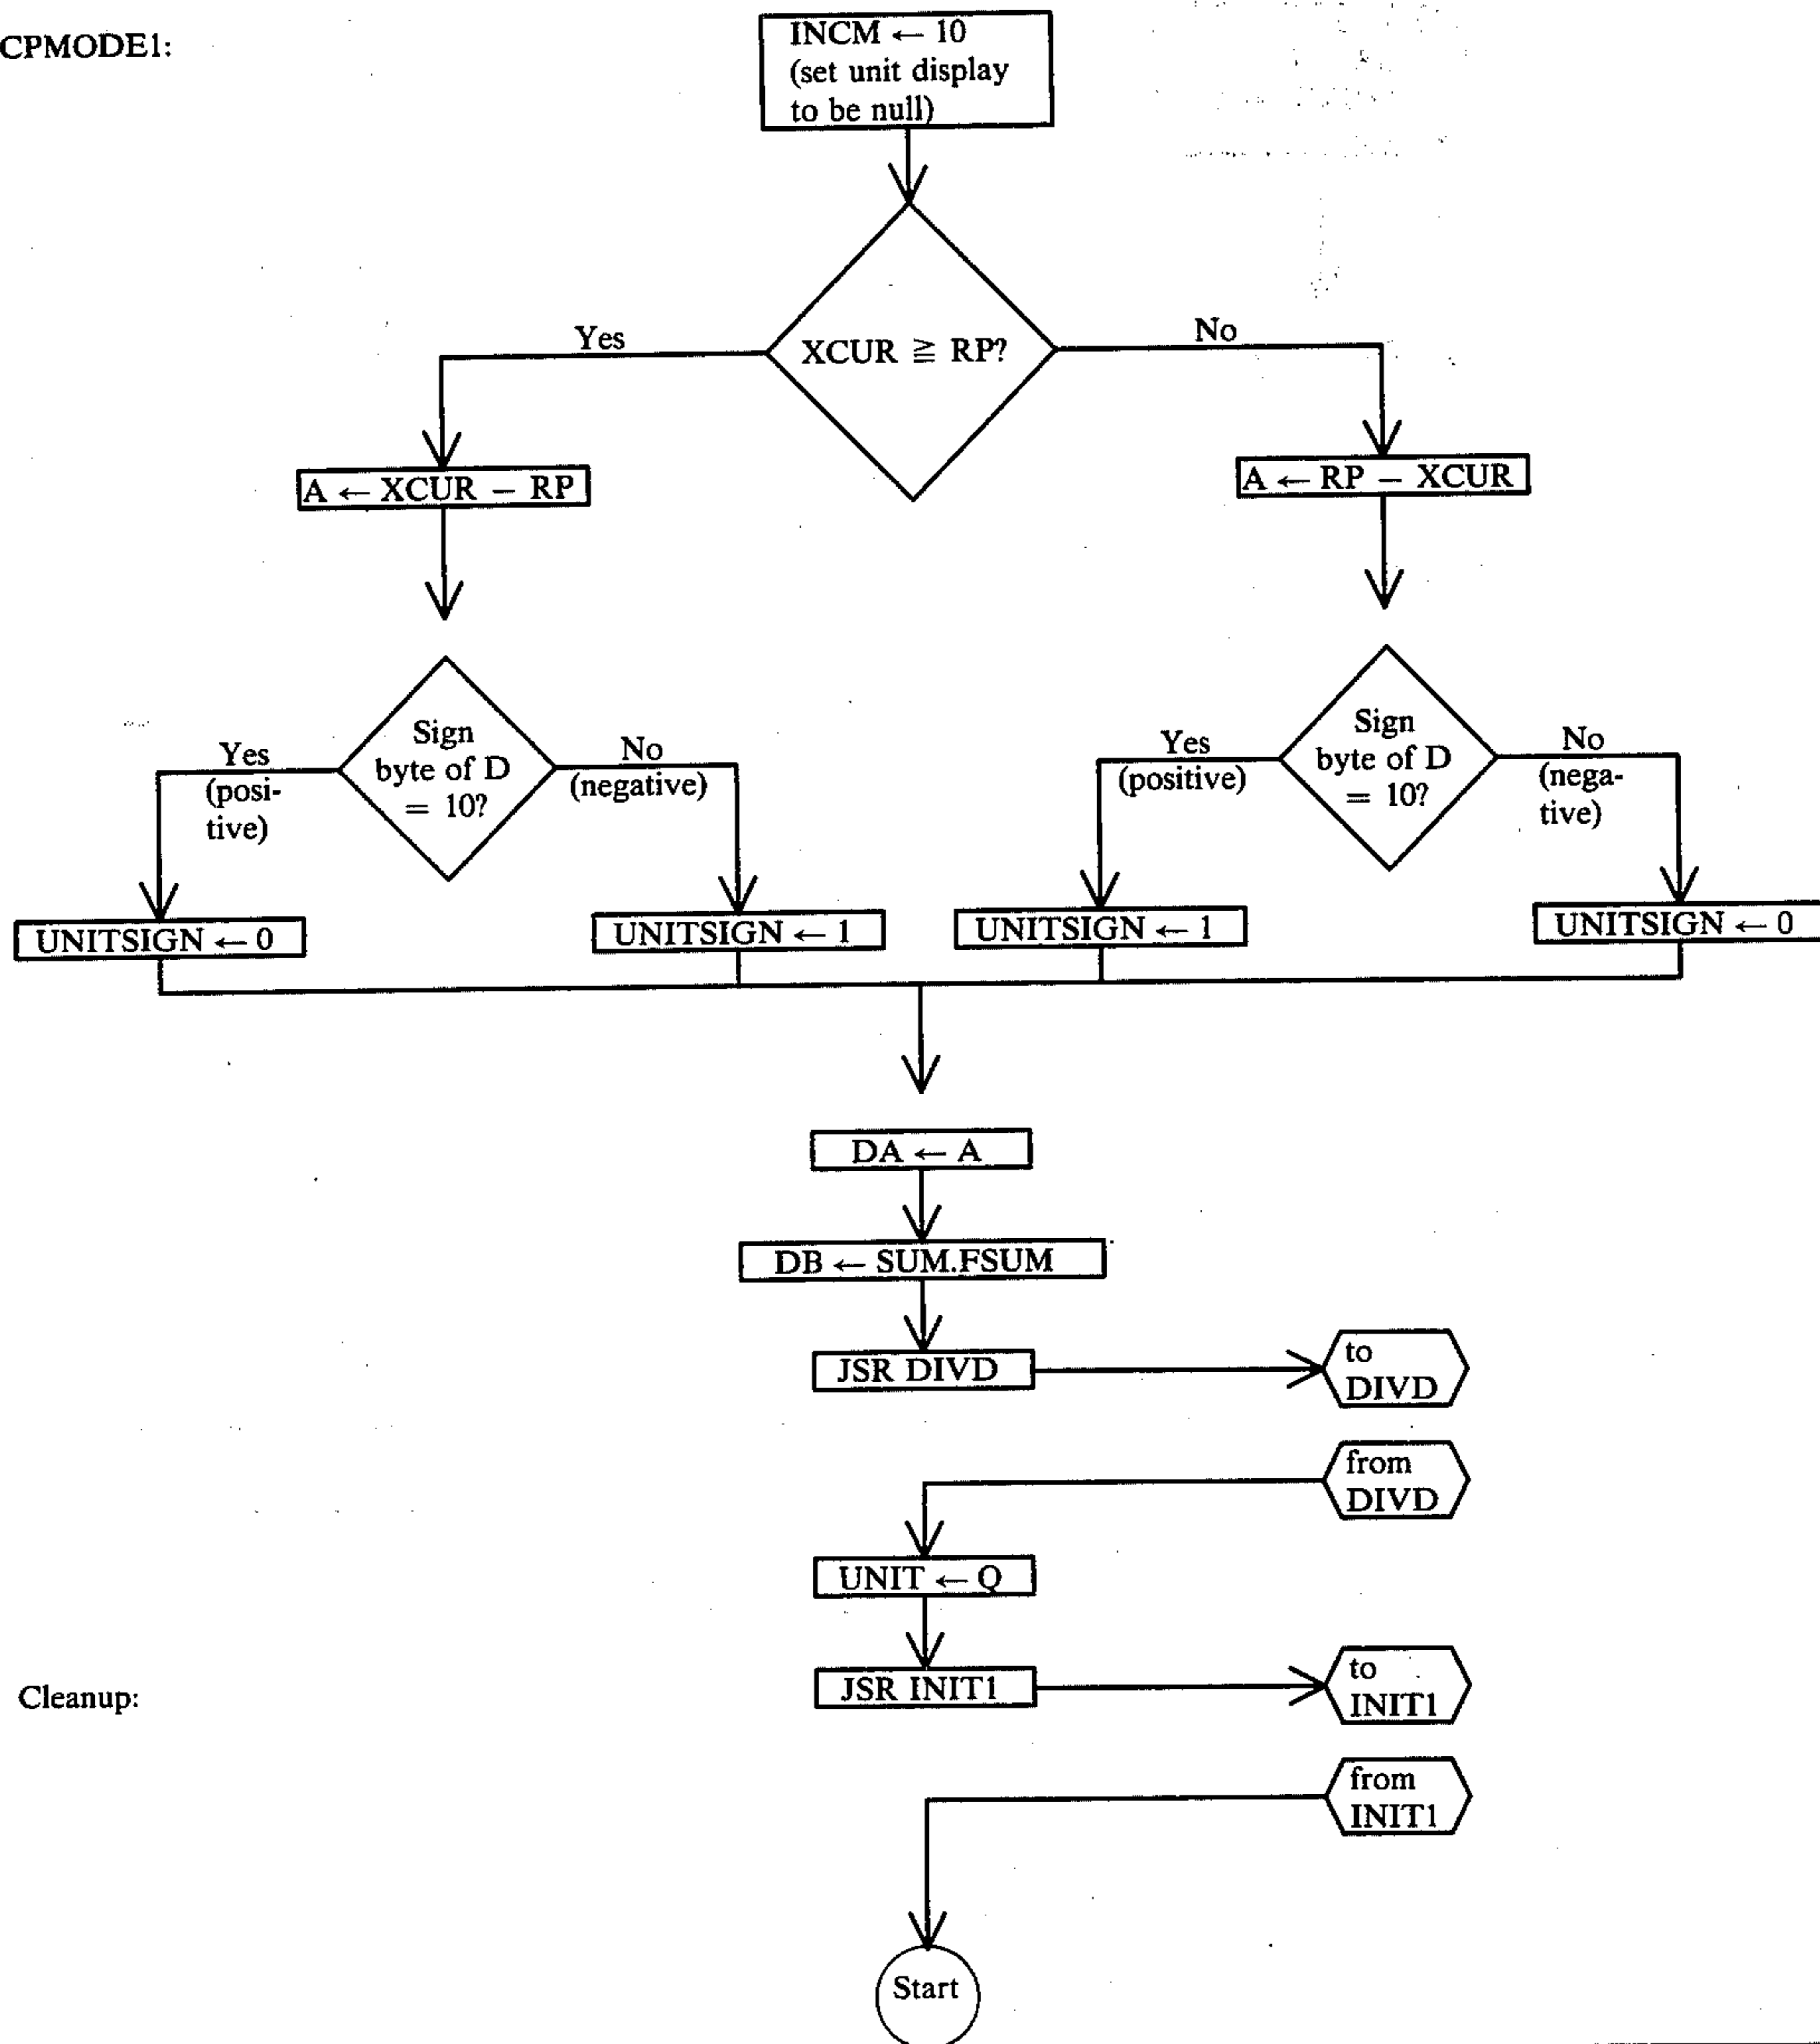 CPMODE1:
INCM ← 10
(set unit display
to be null)
XCUR ≧ RP?
Yes
No
A ← XCUR − RP
A ← RP − XCUR
Sign
byte of D
= 10?
Yes
(posi-
tive)
No
(negative)
Sign
byte of D
= 10?
Yes
(positive)
No
(nega-
tive)
UNITSIGN ← 0
UNITSIGN ← 1
UNITSIGN ← 1
UNITSIGN ← 0
DA ← A
DB ← SUM.FSUM
JSR DIVD
to
DIVD
from
DIVD
UNIT ← Q
Cleanup:
JSR INIT1
to
INIT1
from
INIT1
Start